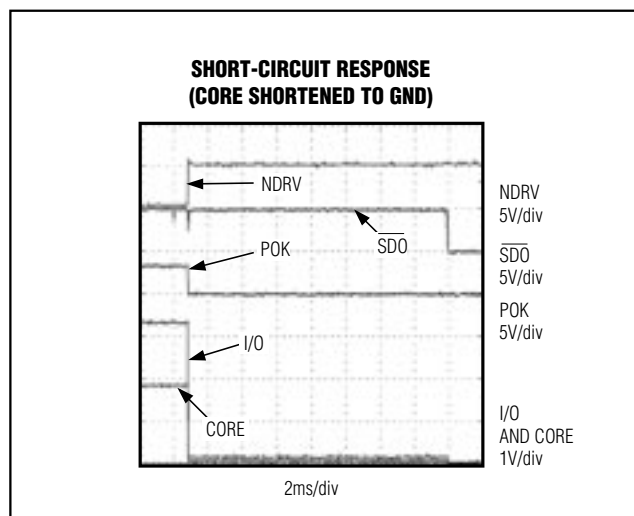 SHORT-CIRCUIT RESPONSE
(CORE SHORTENED TO GND)
NDRV
SDO
POK
I/O
CORE
NDRV
5V/div
SDO
5V/div
POK
5V/div
I/O
AND CORE
1V/div
2ms/div